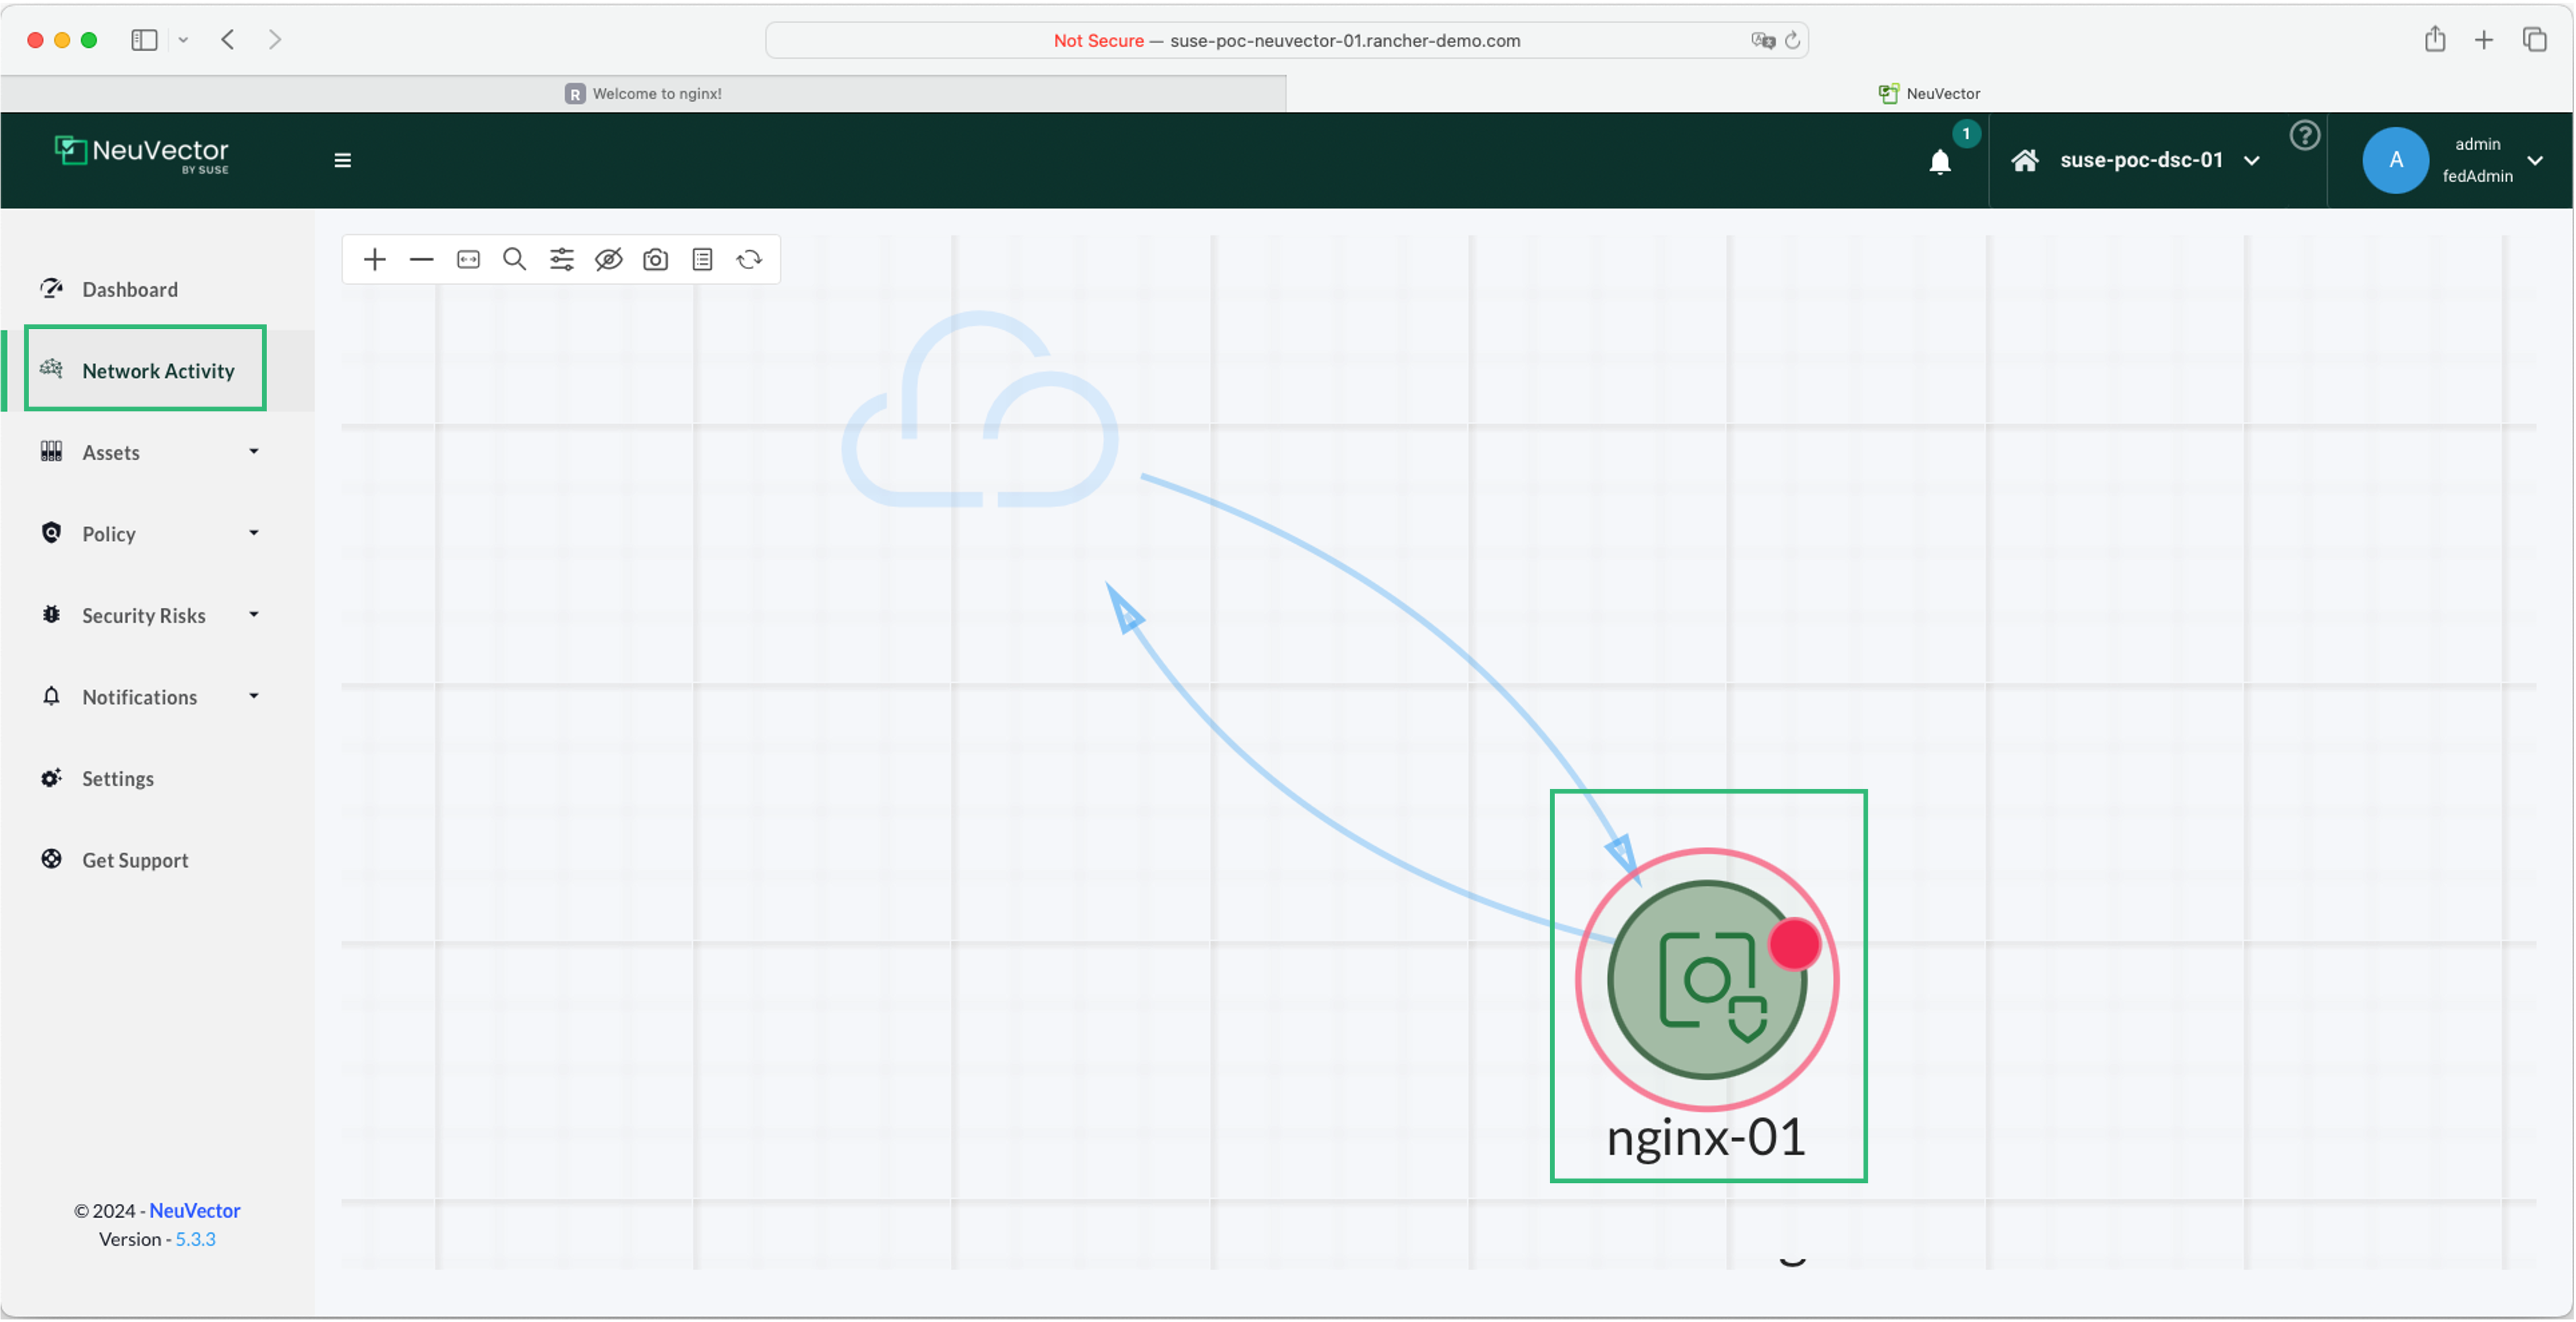 Not Secure — suse-poc-neuvector-01.rancher-demo.com
R Welcome to nginx!
NeuVector
NeuVector
BY SUSE
1
suse-poc-dsc-01
?
A
admin
fedAdmin
Dashboard
Network Activity
Assets
Policy
Security Risks
Notifications
Settings
Get Support
nginx-01
© 2024 - NeuVector
Version - 5.3.3